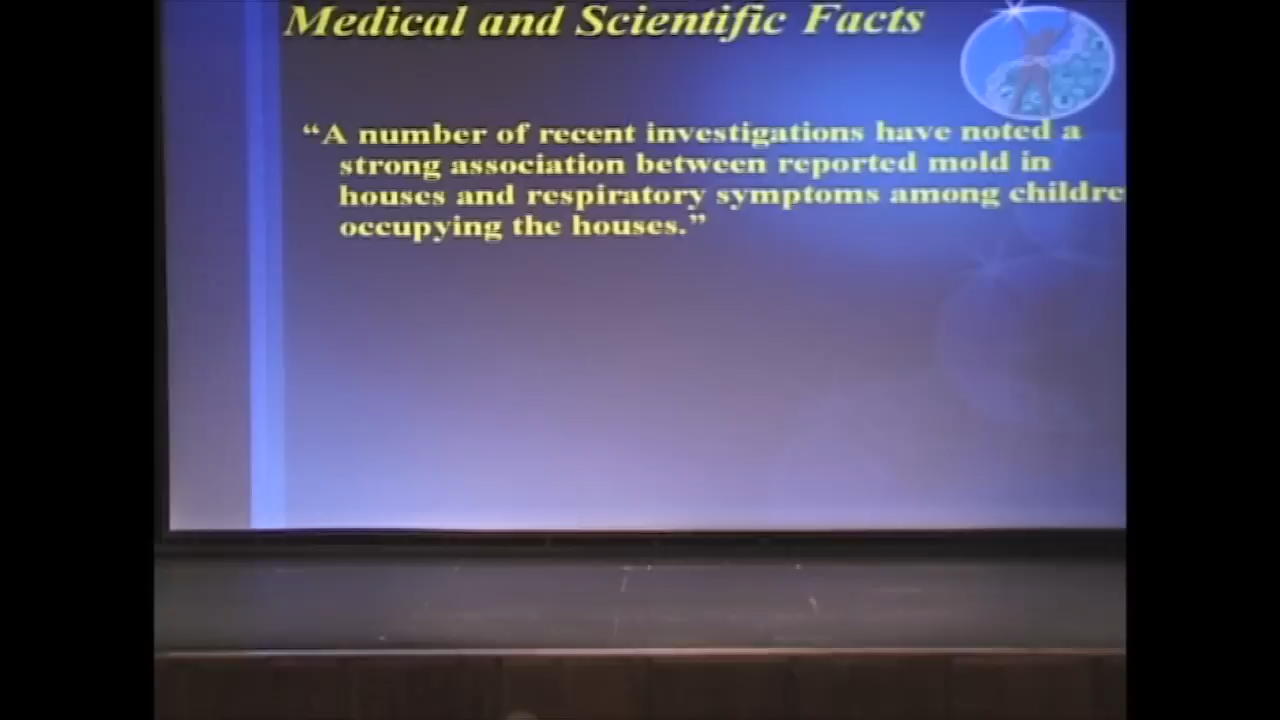 Medical and Scientific Facts
“A number of recent investigations have noted a
strong association between reported mold in
houses and respiratory symptoms among childre
occupying the houses.”